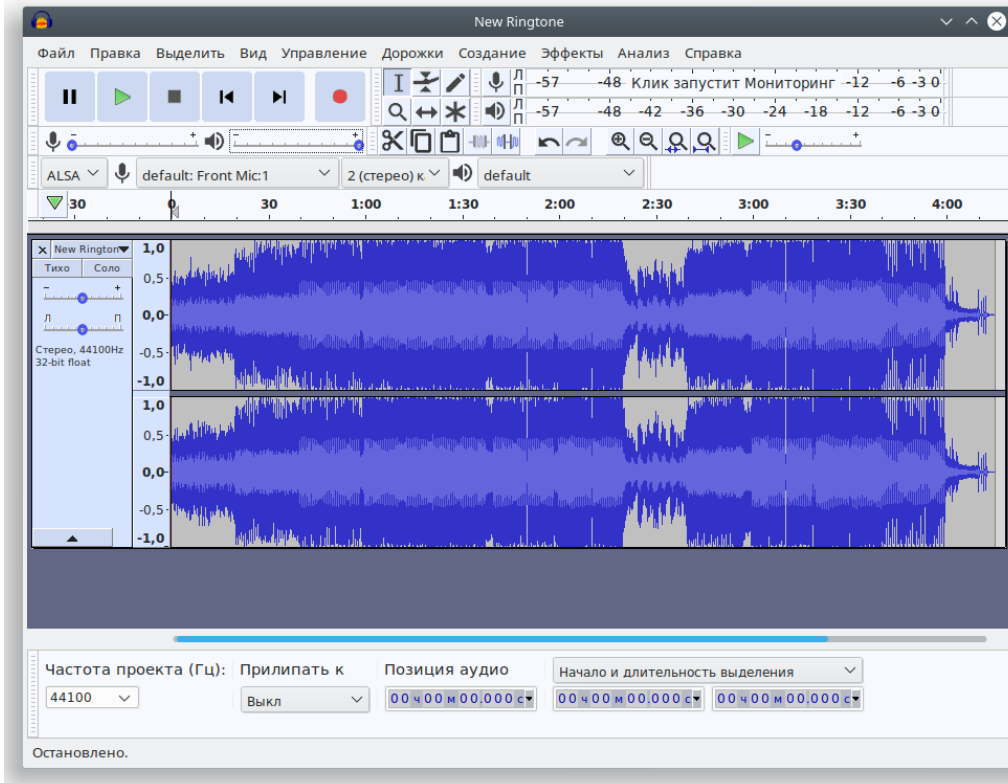 New Ringtone
Файл Правка Выделить Вид Управление Дорожки Создание Эффекты Анализ Справка
Л П -57 -48 Клик запустит Мониторинг -12 -6 -3 0
Л П -57 -48 -42 -36 -30 -24 -18 -12 -6 -3 0
- + - + - +
ALSA default: Front Mic:1 2 (стерео) к default
30 0 30 1:00 1:30 2:00 2:30 3:00 3:30 4:00
X New Rington
Тихо Соло
- +
Л П
Стерео, 44100Hz
32-bit float
1,0
0,5
0,0
-0,5
-1,0
1,0
0,5
0,0
-0,5
-1,0
Частота проекта (Гц): Прилипать к Позиция аудио Начало и длительность выделения
44100 Выкл 00 ч 00 м 00.000 с 00 ч 00 м 00.000 с 00 ч 00 м 00.000 с
Остановлено.